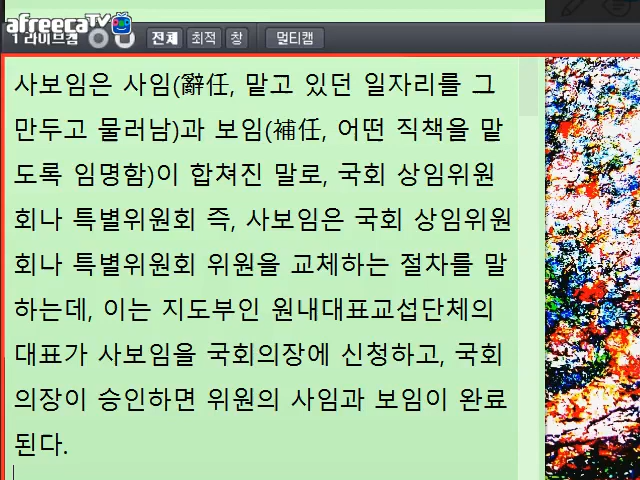 afreecaTV
1 라이브캠
전체 최적 창 멀티캠
사보임은 사임(辭任, 맡고 있던 일자리를 그
만두고 물러남)과 보임(補任, 어떤 직책을 맡
도록 임명함)이 합쳐진 말로, 국회 상임위원
회나 특별위원회 즉, 사보임은 국회 상임위원
회나 특별위원회 위원을 교체하는 절차를 말
하는데, 이는 지도부인 원내대표교섭단체의
대표가 사보임을 국회의장에 신청하고, 국회
의장이 승인하면 위원의 사임과 보임이 완료
된다.